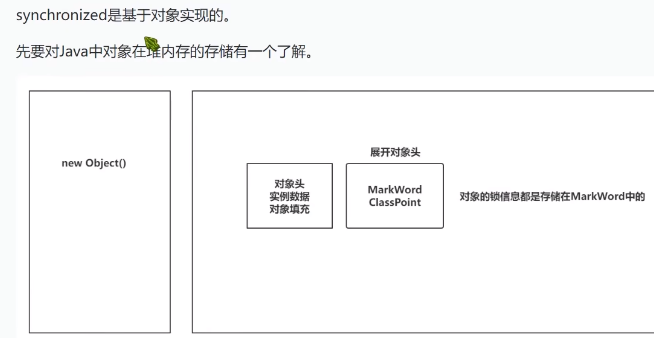 synchronized是基于对象实现的。
先要对Java中对象在堆内存的存储有一个了解。
new Object()
对象头
实例数据
对象填充
展开对象头
MarkWord
ClassPoint
对象的锁信息都是存储在MarkWord中的